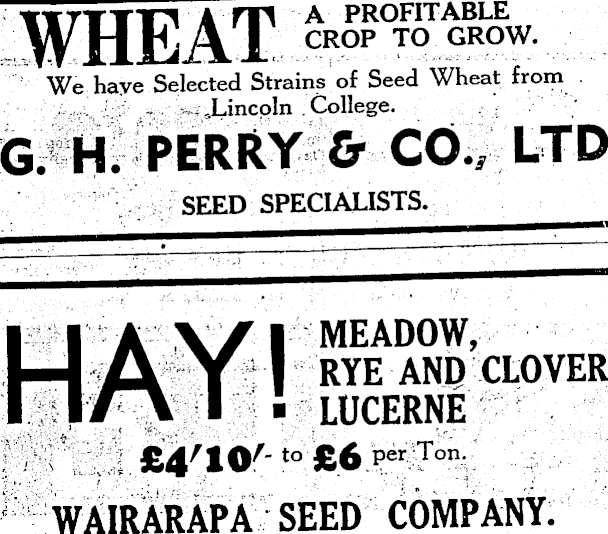 WHEAT A PROFITABLE
CROP TO GROW.
We have Selected Strains of Seed Wheat from
Lincoln College.
G. H. PERRY & CO., LTD
SEED SPECIALISTS.
HAY! MEADOW,
RYE AND CLOVER
LUCERNE
£4'10'- to £6 per Ton.
WAIRARAPA SEED COMPANY.